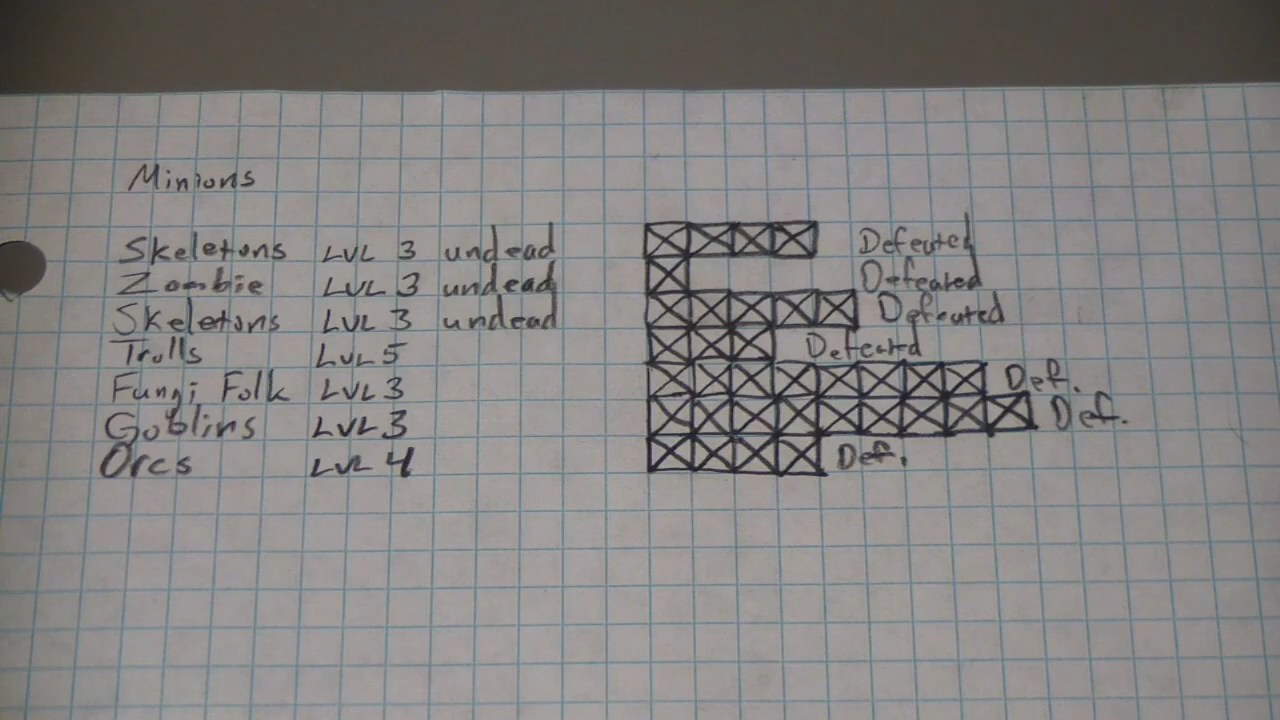 Minions
Skeletons LVL 3 undead Defeated
Zombie LVL 3 undead Defeated
Skeletons LVL 3 undead Defeated
Trolls LVL 5 Defeated
Fungi Folk LVL 3 Def.
Goblins LVL 3 Def.
Orcs LVL 4 Def.